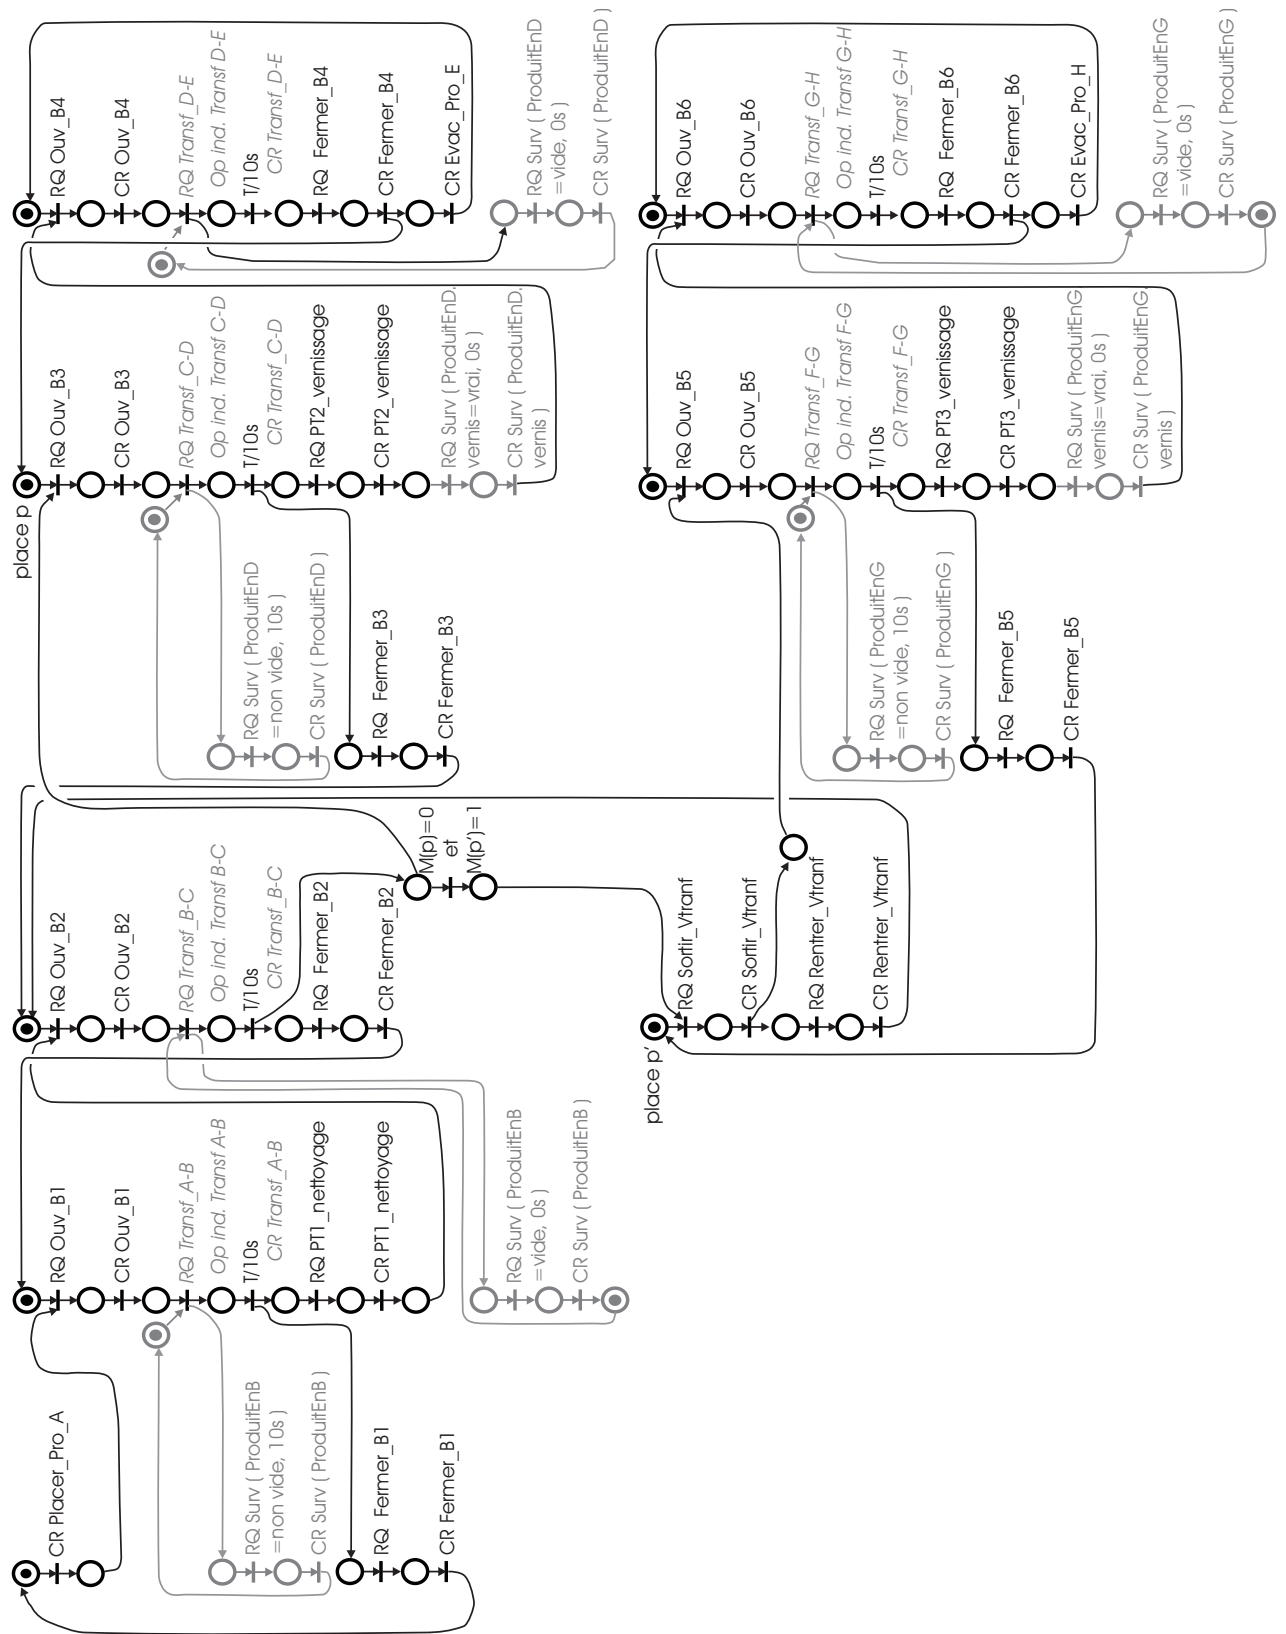 RQ Ouv_B4
CR Ouv_B4
RQ Transf_D-E
Op ind. Transf D-E
T/10s
CR Transf_D-E
RQ Fermer_B4
CR Fermer_B4
CR Evac_Pro_E
RQ Surv ( ProduitEnD
=vide, 0s )
CR Surv ( ProduitEnD )
RQ Ouv_B6
CR Ouv_B6
RQ Transf_G-H
Op ind. Transf G-H
T/10s
CR Transf_G-H
RQ Fermer_B6
CR Fermer_B6
CR Evac_Pro_H
RQ Surv ( ProduitEnG
=vide, 0s )
CR Surv ( ProduitEnG )
place p
RQ Ouv_B3
CR Ouv_B3
RQ Transf_C-D
Op ind. Transf C-D
T/10s
CR Transf_C-D
RQ PT2_vernissage
CR PT2_vernissage
RQ Surv ( ProduitEnD.
vernis=vrai, 0s )
CR Surv ( ProduitEnD.
vernis )
RQ Ouv_B5
CR Ouv_B5
RQ Transf_F-G
Op ind. Transf F-G
T/10s
CR Transf_F-G
RQ PT3_vernissage
CR PT3_vernissage
RQ Surv ( ProduitEnG.
vernis=vrai, 0s )
CR Surv ( ProduitEnG.
vernis )
RQ Surv ( ProduitEnD
=non vide, 10s )
CR Surv ( ProduitEnD )
RQ Fermer_B3
CR Fermer_B3
RQ Surv ( ProduitEnG
=non vide, 10s )
CR Surv ( ProduitEnG )
RQ Fermer_B5
CR Fermer_B5
RQ Ouv_B2
CR Ouv_B2
RQ Transf_B-C
Op ind. Transf B-C
T/10s
CR Transf_B-C
RQ Fermer_B2
CR Fermer_B2
M(p)=0
et
M(p')=1
place p'
RQ Sortir_Vtranf
CR Sortir_Vtranf
RQ Rentrer_Vtranf
CR Rentrer_Vtranf
RQ Ouv_B1
CR Ouv_B1
RQ Transf_A-B
Op ind. Transf A-B
T/10s
CR Transf_A-B
RQ PT1_nettoyage
CR PT1_nettoyage
RQ Surv ( ProduitEnB
=vide, 0s )
CR Surv ( ProduitEnB )
CR Placer_Pro_A
RQ Surv ( ProduitEnB
=non vide, 10s )
CR Surv ( ProduitEnB )
RQ Fermer_B1
CR Fermer_B1